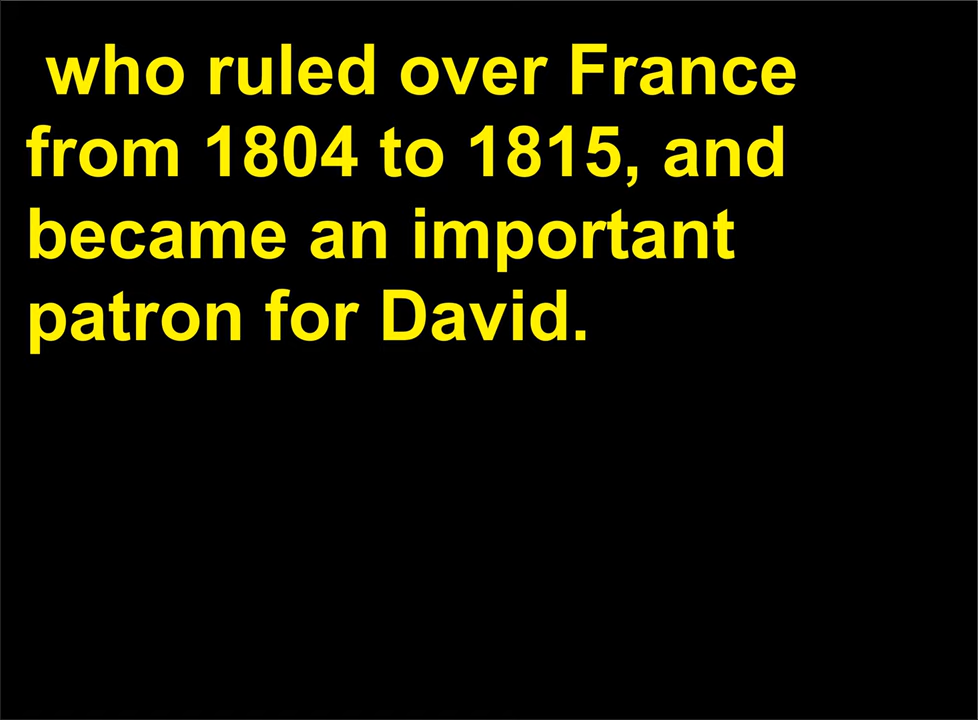 who ruled over France
from 1804 to 1815, and
became an important
patron for David.